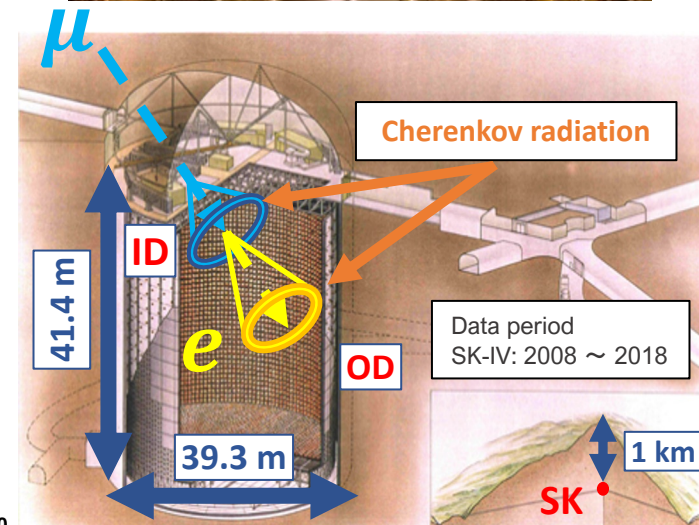 μ
Cherenkov radiation
ID
41.4 m
e
Data period
SK-IV: 2008 ~ 2018
OD
39.3 m
1 km
SK